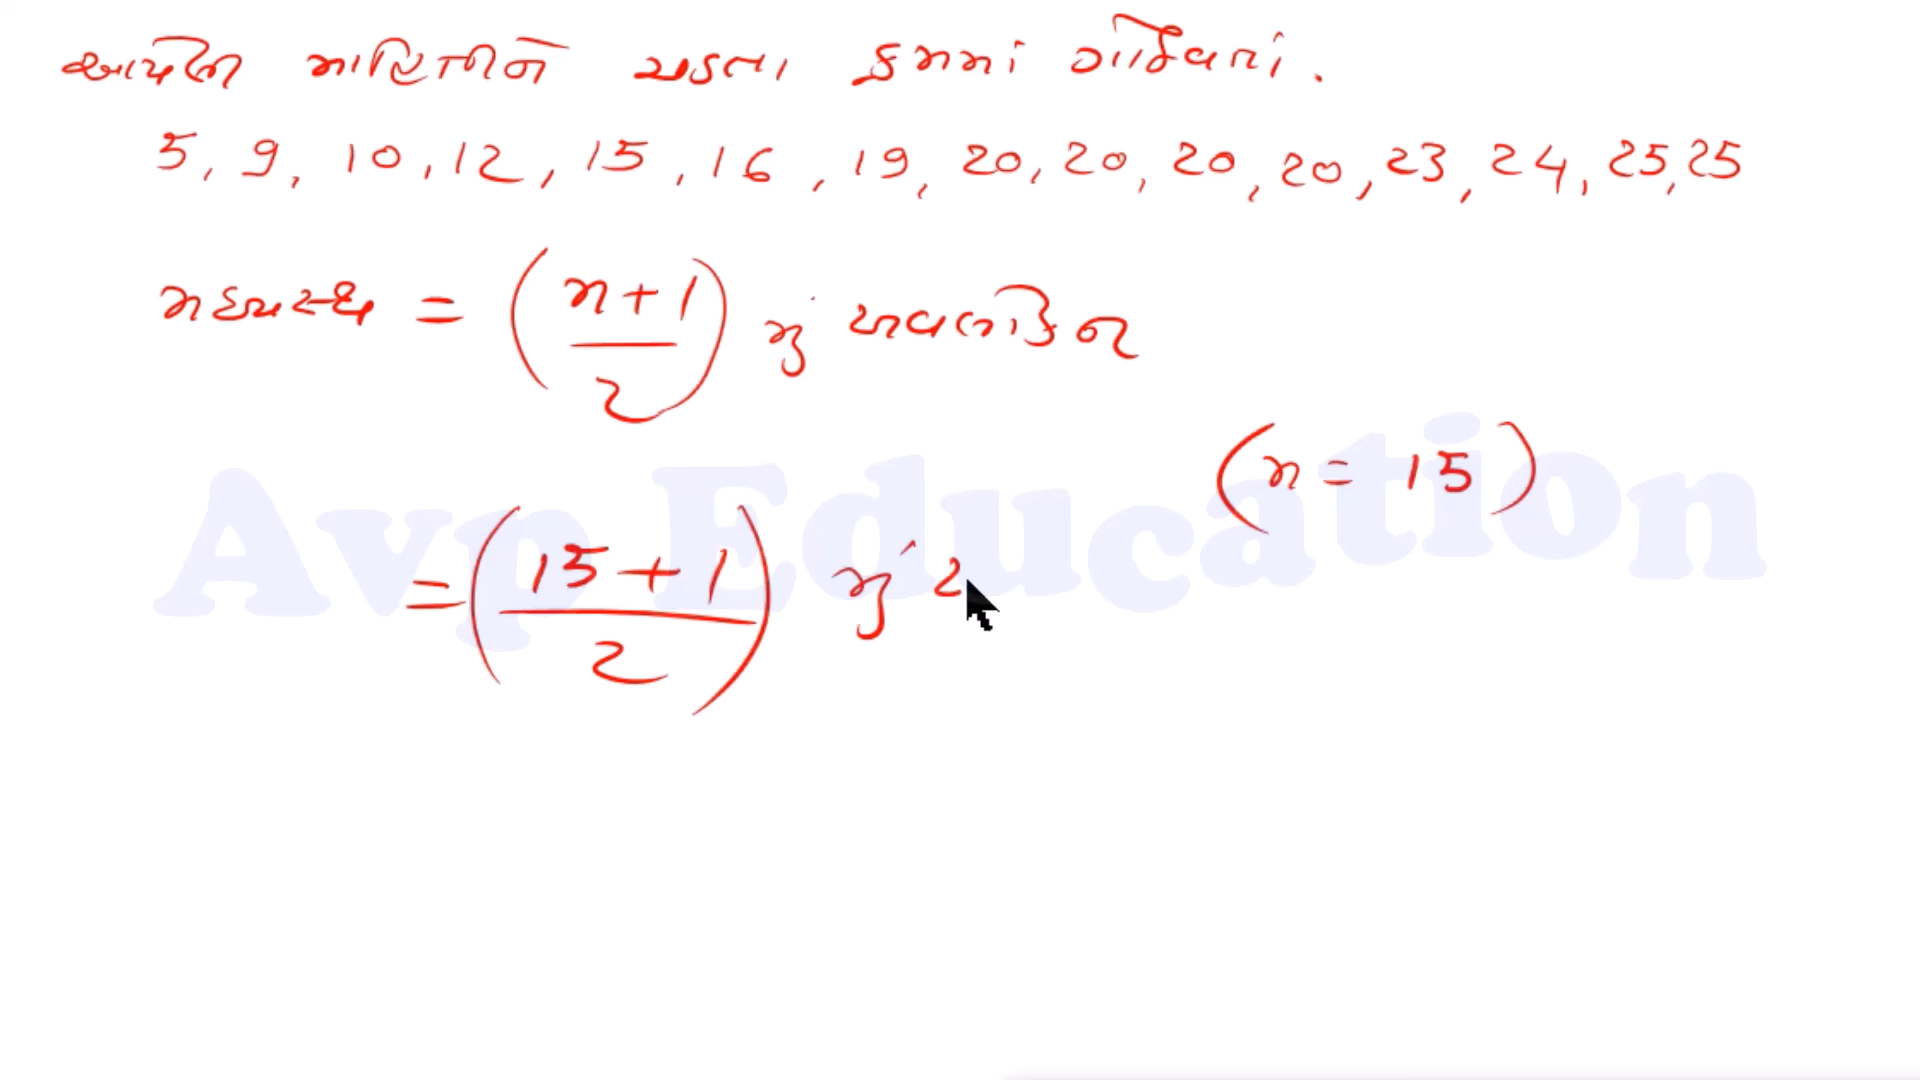 આપેલ માહિતીને ચડતા ક્રમમાં ગોઠવતાં.
5, 9, 10, 12, 15, 16, 19, 20, 20, 20, 20, 23, 24, 25, 25
મધ્યસ્થ = (n+1/2) મું અવલોકન
(n = 15)
= (15+1/2) મું
Avp Education